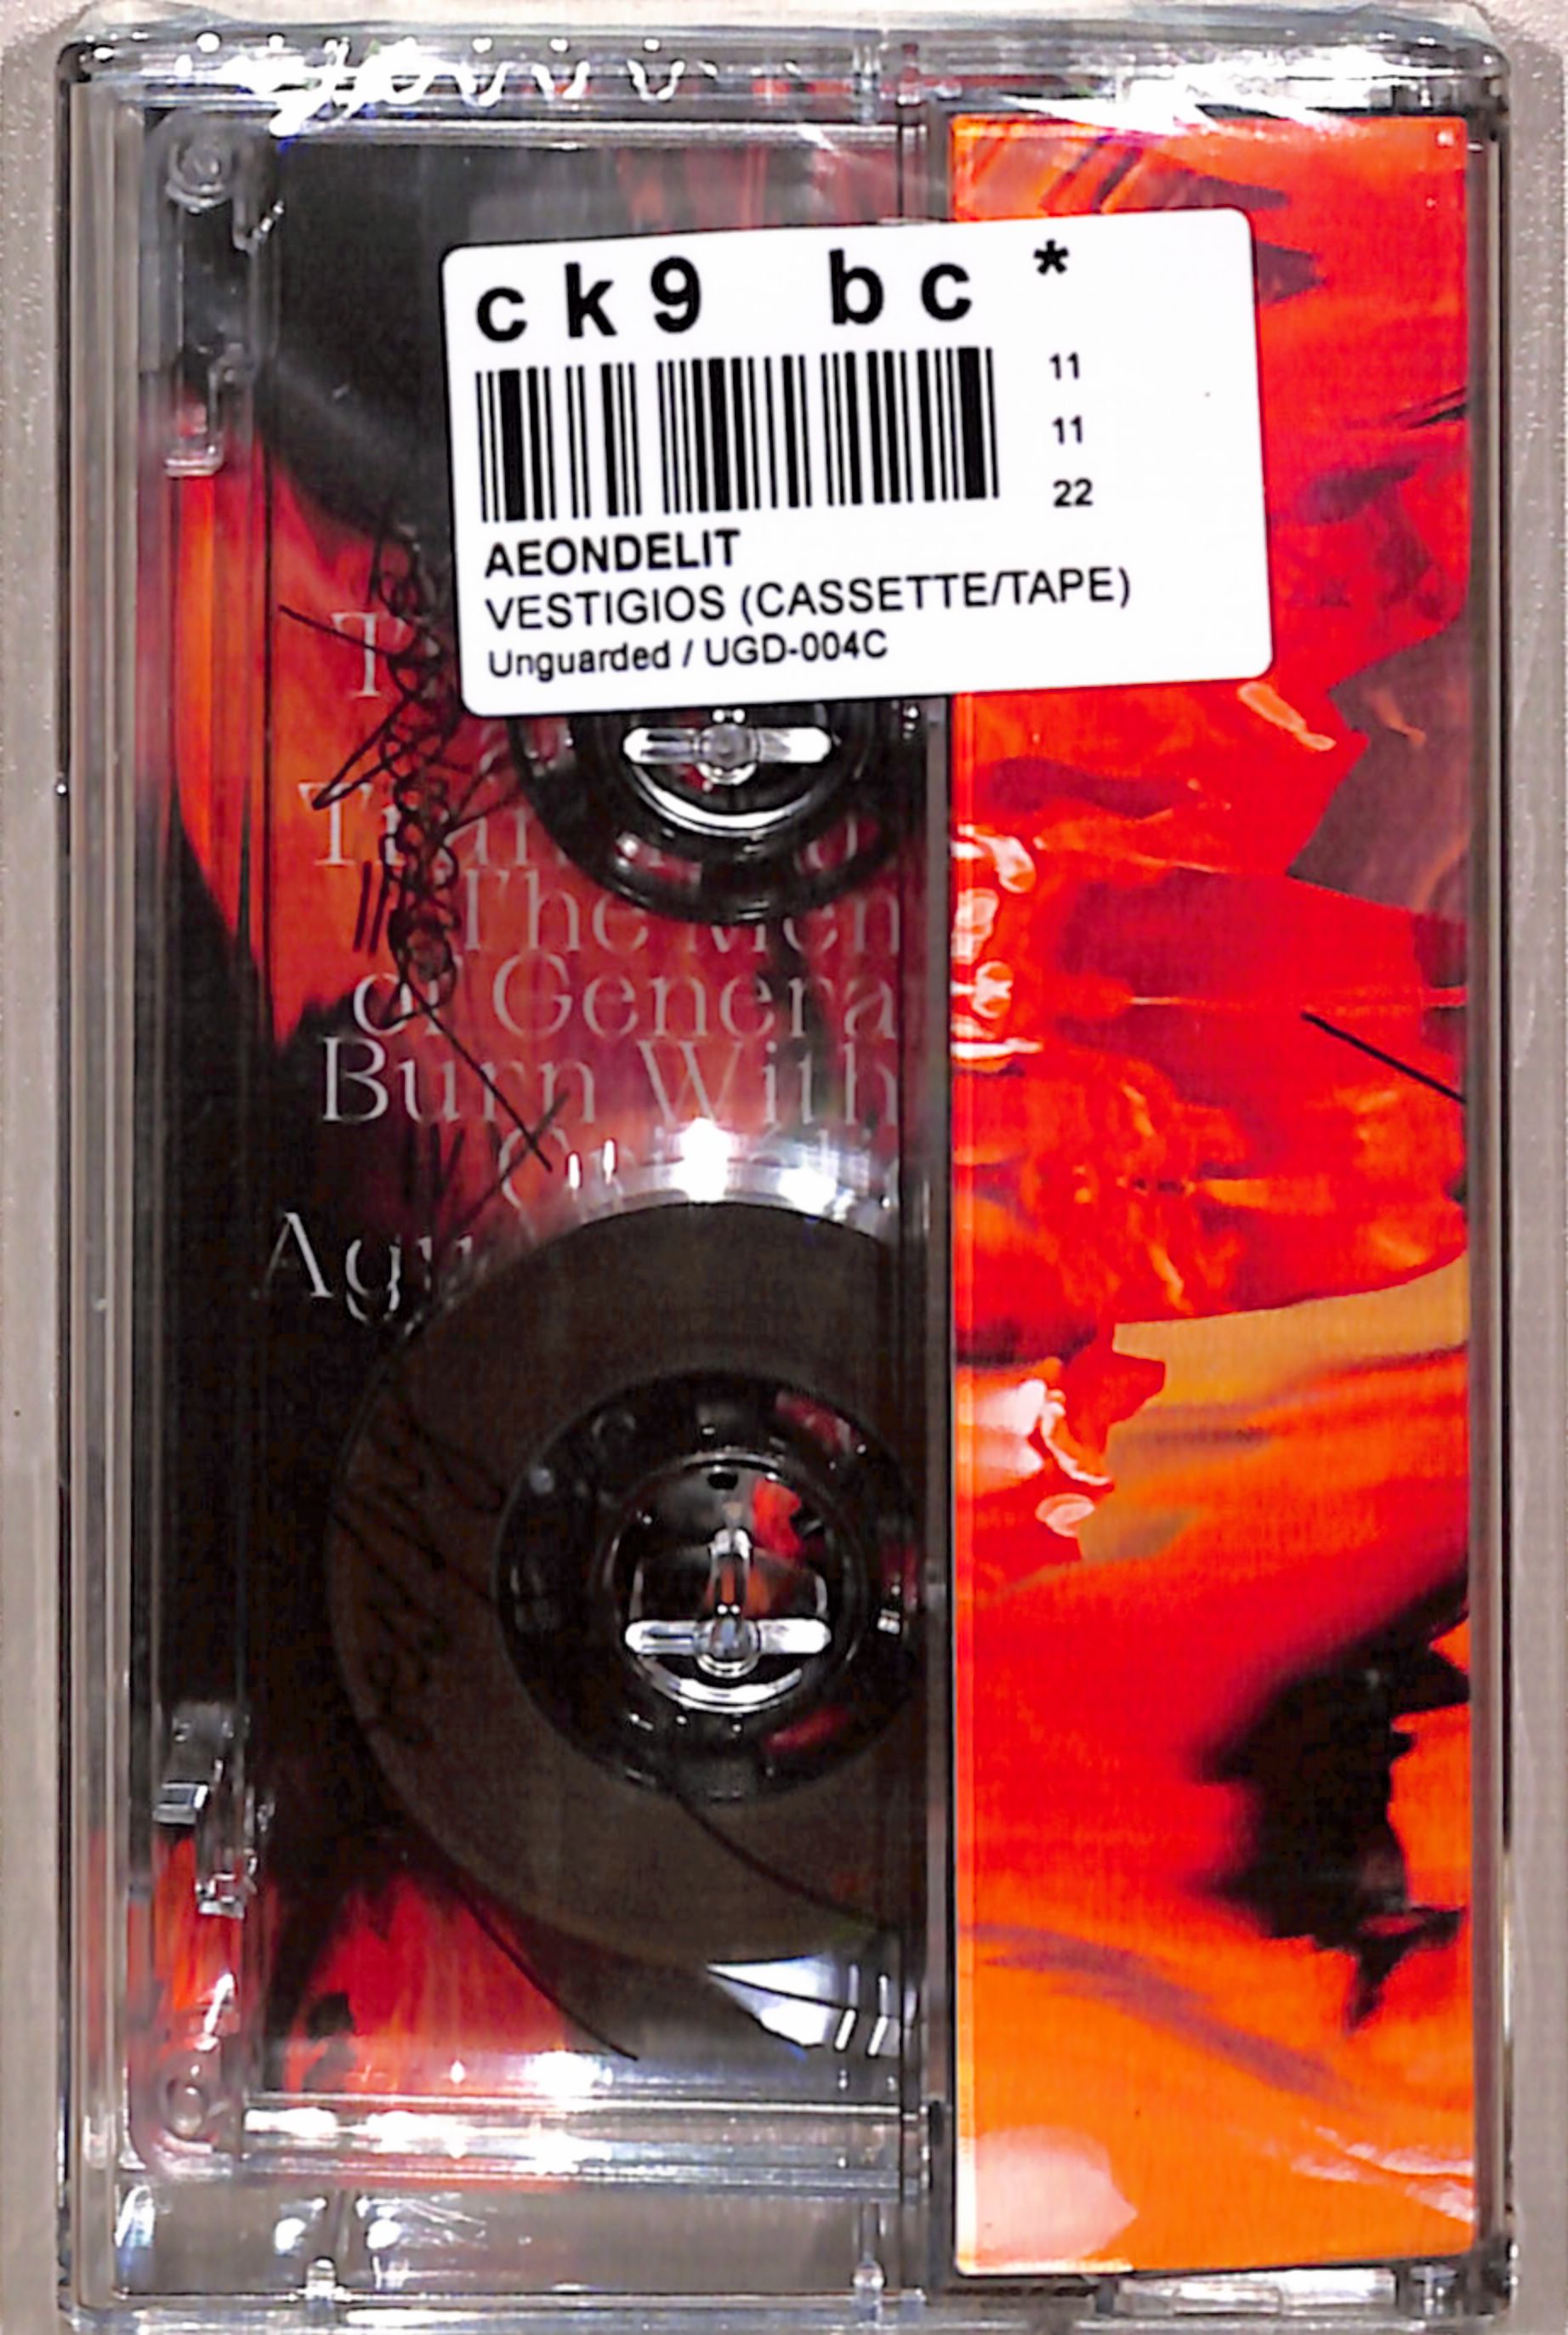 ck9 bc *
11
11
22
AEONDELIT
VESTIGIOS (CASSETTE/TAPE)
Unguarded / UGD-004C
The Men
of Genera
Burn With